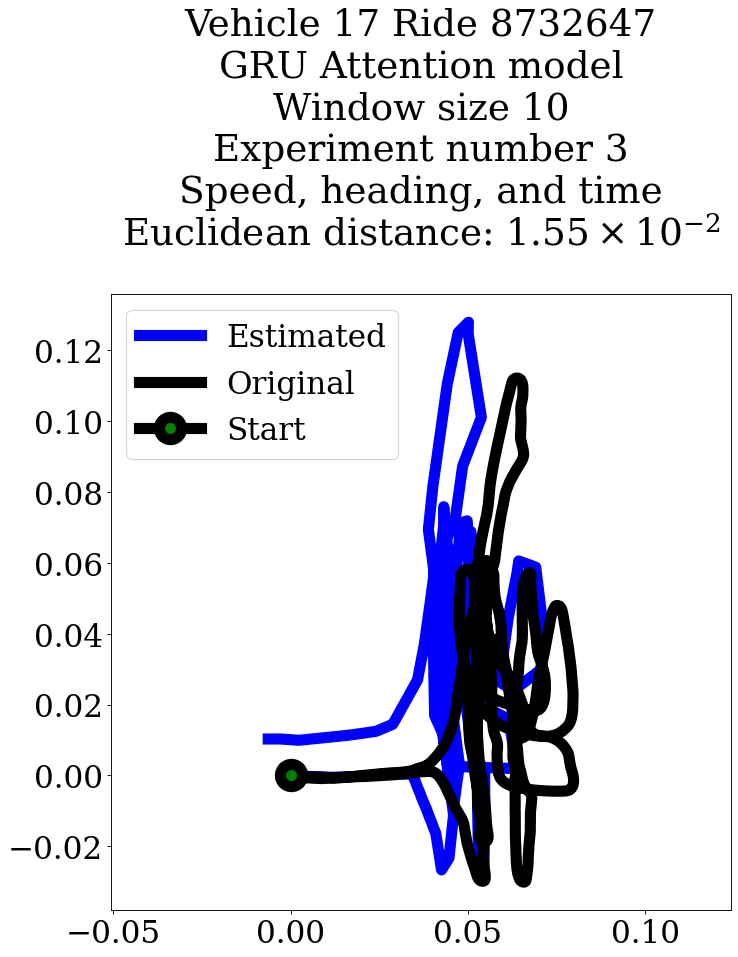 Vehicle 17 Ride 8732647
GRU Attention model
Window size 10
Experiment number 3
Speed, heading, and time
Euclidean distance: 1.55 × 10⁻²
Estimated
Original
Start
0.12
0.10
0.08
0.06
0.04
0.02
0.00
−0.02
−0.05 0.00 0.05 0.10